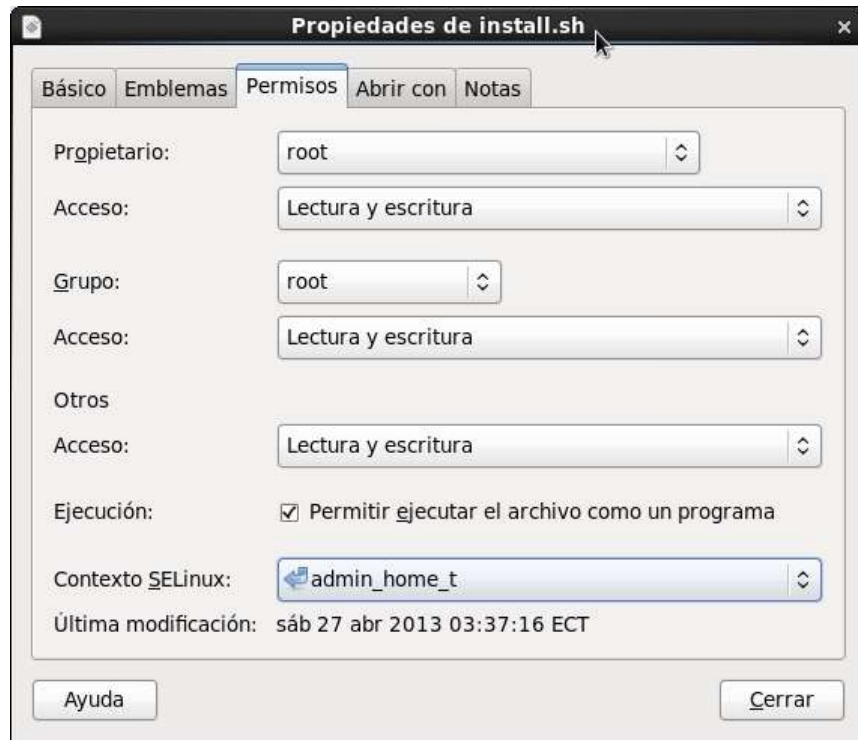 Propiedades de install.sh
Básico Emblemas Permisos Abrir con Notas
Propietario: root
Acceso: Lectura y escritura
Grupo: root
Acceso: Lectura y escritura
Otros
Acceso: Lectura y escritura
Ejecución: Permitir ejecutar el archivo como un programa
Contexto SELinux: admin_home_t
Última modificación: sáb 27 abr 2013 03:37:16 ECT
Ayuda Cerrar